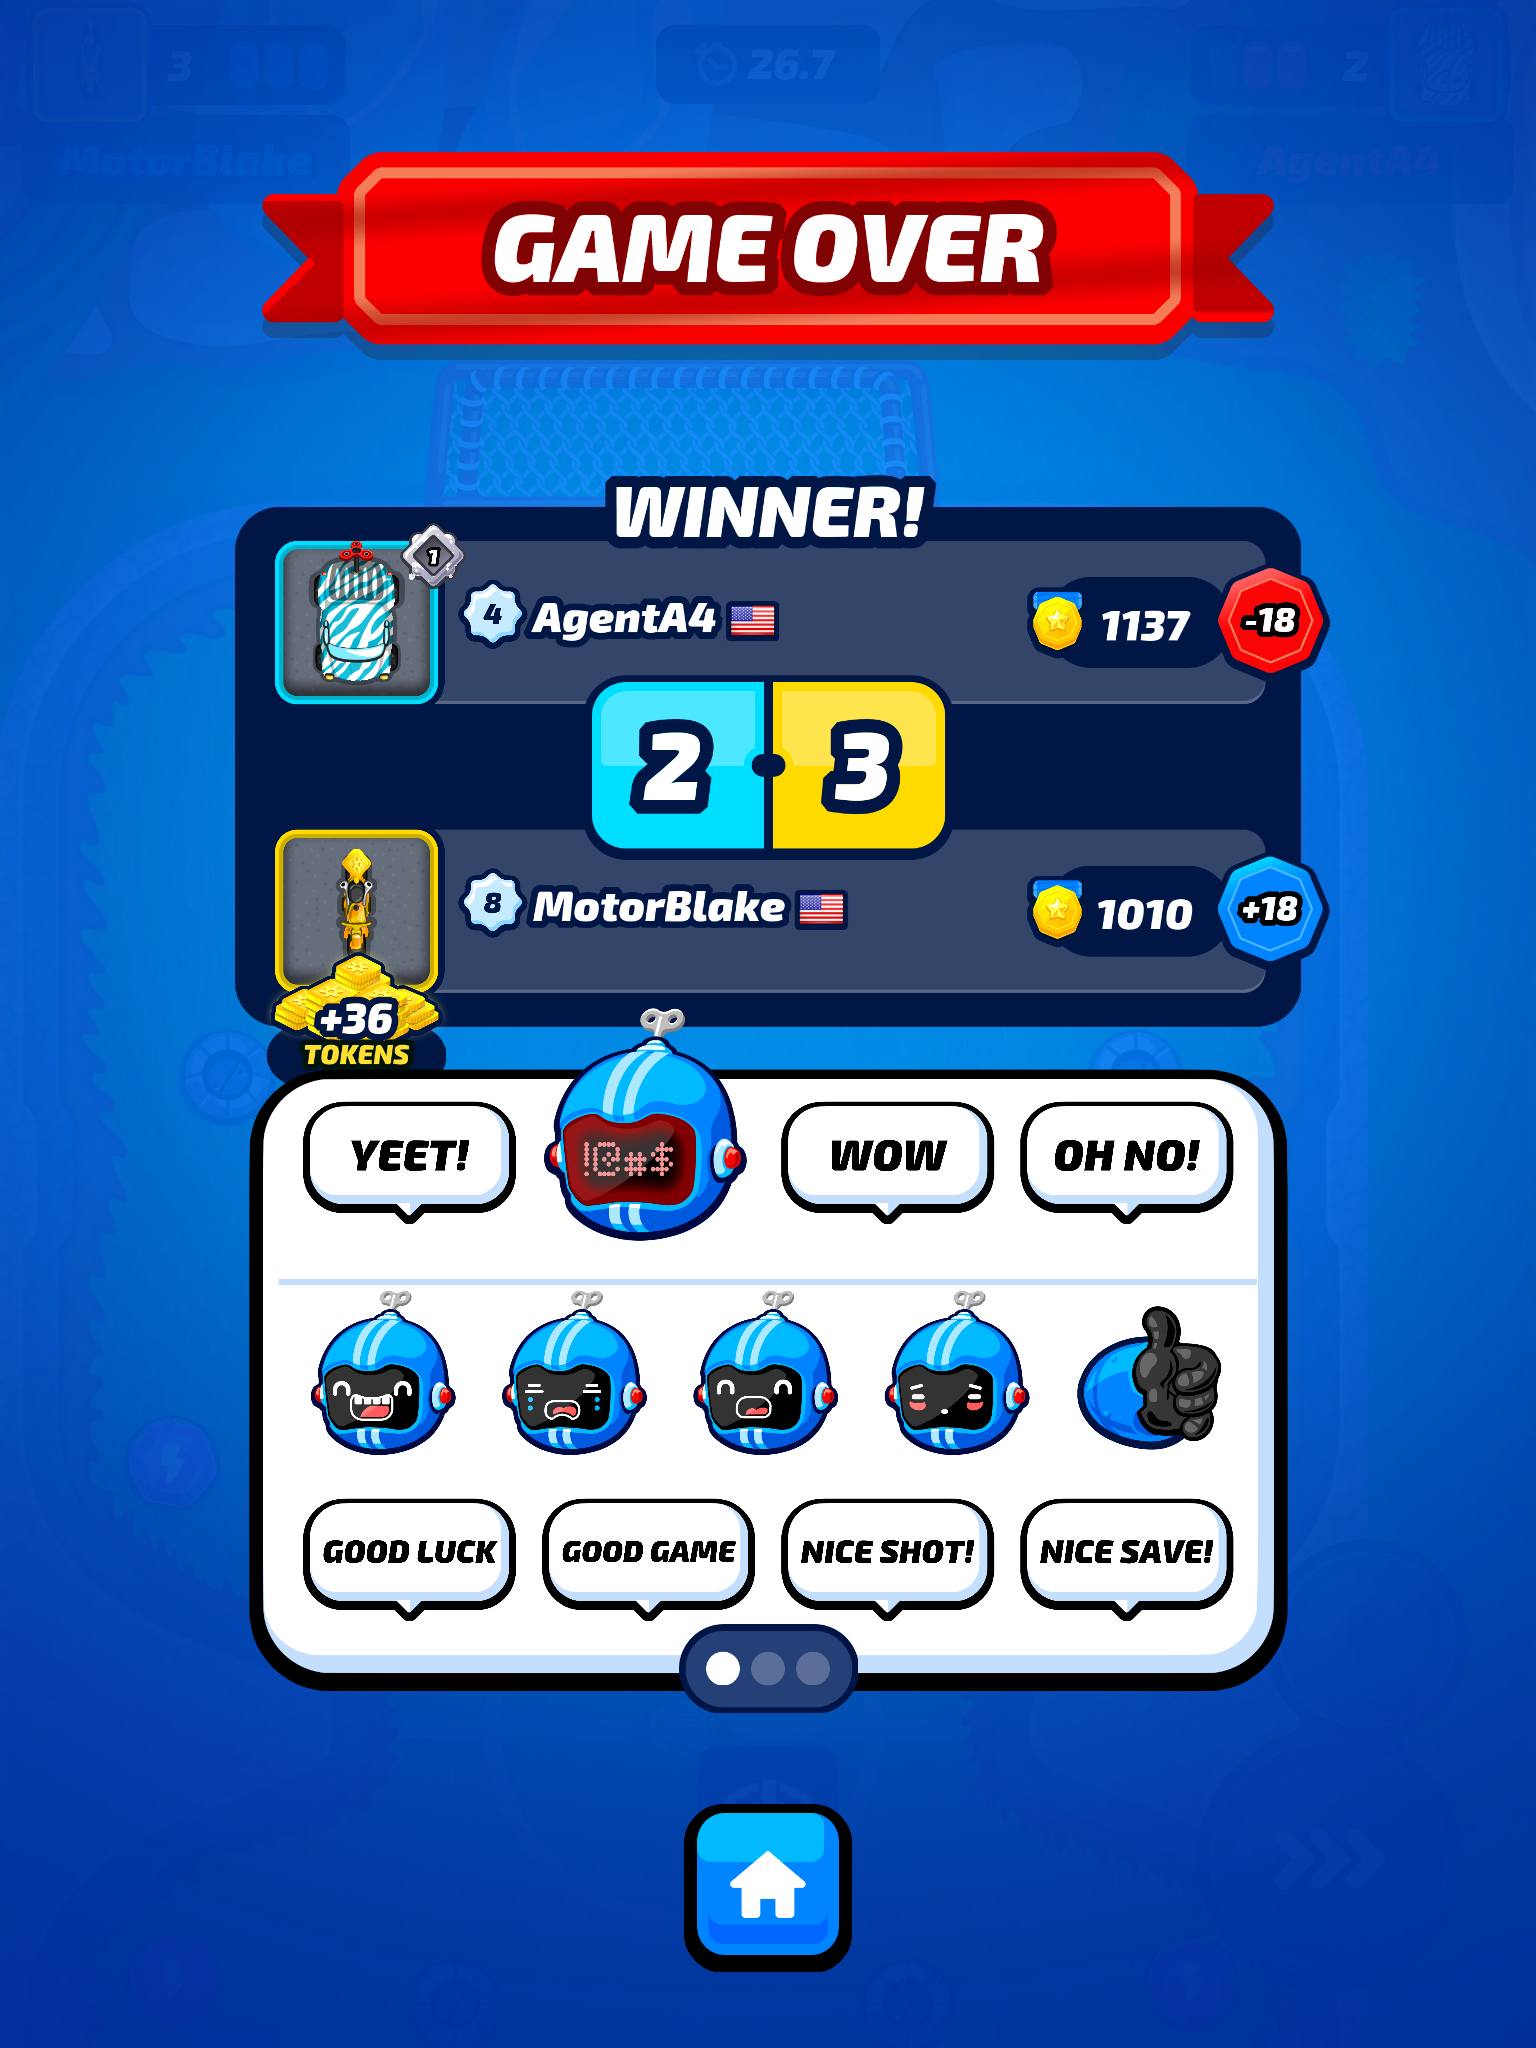 3
26.7
2
MotorBlake
AgentA4
GAME OVER
WINNER!
1
4 AgentA4
1137 -18
2 3
8 MotorBlake
1010 +18
+36
TOKENS
YEET!
!@#$
WOW
OH NO!
GOOD LUCK
GOOD GAME
NICE SHOT!
NICE SAVE!